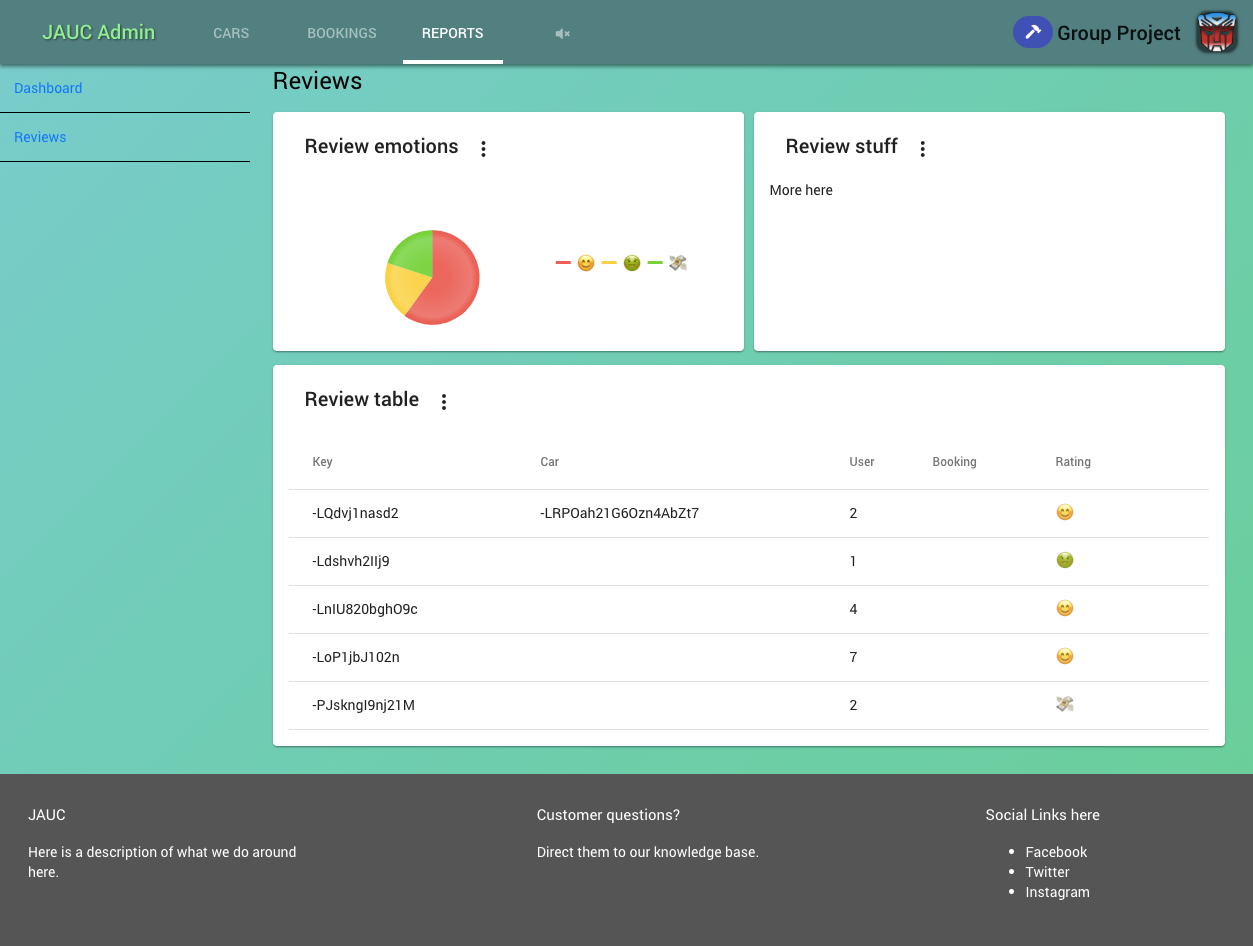 JAUC Admin
CARS
BOOKINGS
REPORTS
Group Project
Dashboard
Reviews
Reviews
Review emotions
Review stuff
More here
😊 🤢 💸
Review table
Key Car User Booking Rating
-LQdvj1nasd2 -LRPOah21G6Ozn4AbZt7 2 😊
-Ldshvh2IIj9 1 🤢
-LnIU820bghO9c 4 😊
-LoP1jbJ102n 7 😊
-PJskngI9nj21M 2 💸
JAUC
Here is a description of what we do around
here.
Customer questions?
Direct them to our knowledge base.
Social Links here
Facebook
Twitter
Instagram